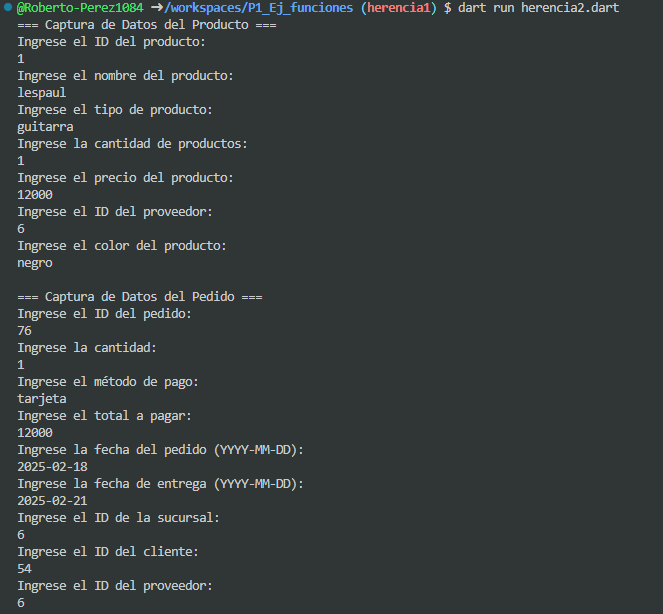 @Roberto-Perez1084 →/workspaces/P1_Ej_funciones (herencia1) $ dart run herencia2.dart
=== Captura de Datos del Producto ===
Ingrese el ID del producto:
1
Ingrese el nombre del producto:
lespaul
Ingrese el tipo de producto:
guitarra
Ingrese la cantidad de productos:
1
Ingrese el precio del producto:
12000
Ingrese el ID del proveedor:
6
Ingrese el color del producto:
negro
=== Captura de Datos del Pedido ===
Ingrese el ID del pedido:
76
Ingrese la cantidad:
1
Ingrese el método de pago:
tarjeta
Ingrese el total a pagar:
12000
Ingrese la fecha del pedido (YYYY-MM-DD):
2025-02-18
Ingrese la fecha de entrega (YYYY-MM-DD):
2025-02-21
Ingrese el ID de la sucursal:
6
Ingrese el ID del cliente:
54
Ingrese el ID del proveedor:
6